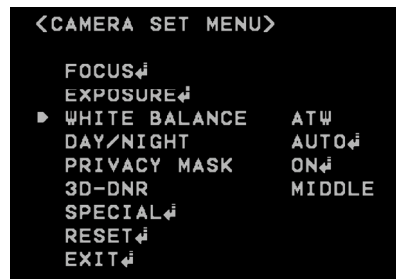 <CAMERA SET MENU>
FOCUS↲
EXPOSURE↲
WHITE BALANCE ATW
DAY/NIGHT AUTO↲
PRIVACY MASK ON↲
3D-DNR MIDDLE
SPECIAL↲
RESET↲
EXIT↲